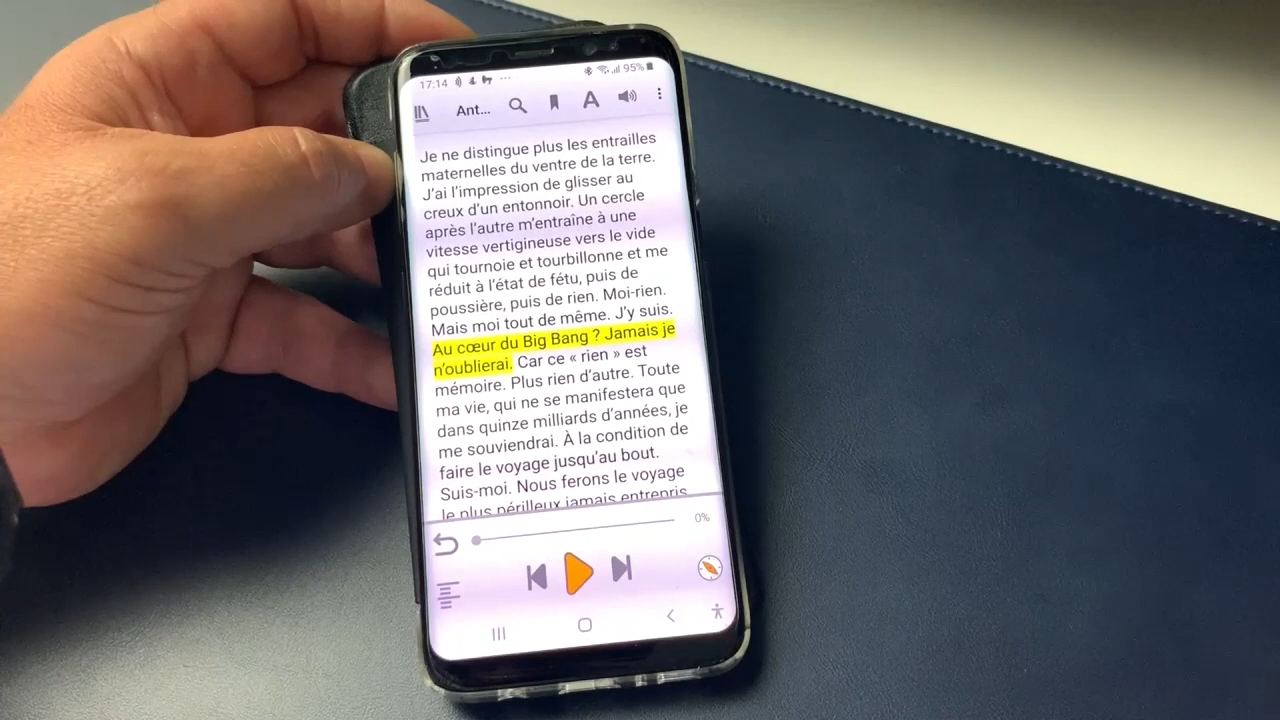 17:14 ... 95%
Ant... A
Je ne distingue plus les entrailles
maternelles du ventre de la terre.
J'ai l'impression de glisser au
creux d'un entonnoir. Un cercle
après l'autre m'entraîne à une
vitesse vertigineuse vers le vide
qui tournoie et tourbillonne et me
réduit à l'état de fétu, puis de
poussière, puis de rien. Moi-rien.
Mais moi tout de même. J'y suis.
Au cœur du Big Bang ? Jamais je
n'oublierai. Car ce « rien » est
mémoire. Plus rien d'autre. Toute
ma vie, qui ne se manifestera que
dans quinze milliards d'années, je
me souviendrai. À la condition de
faire le voyage jusqu'au bout.
Suis-moi. Nous ferons le voyage
le plus périlleux jamais entrepris
0%